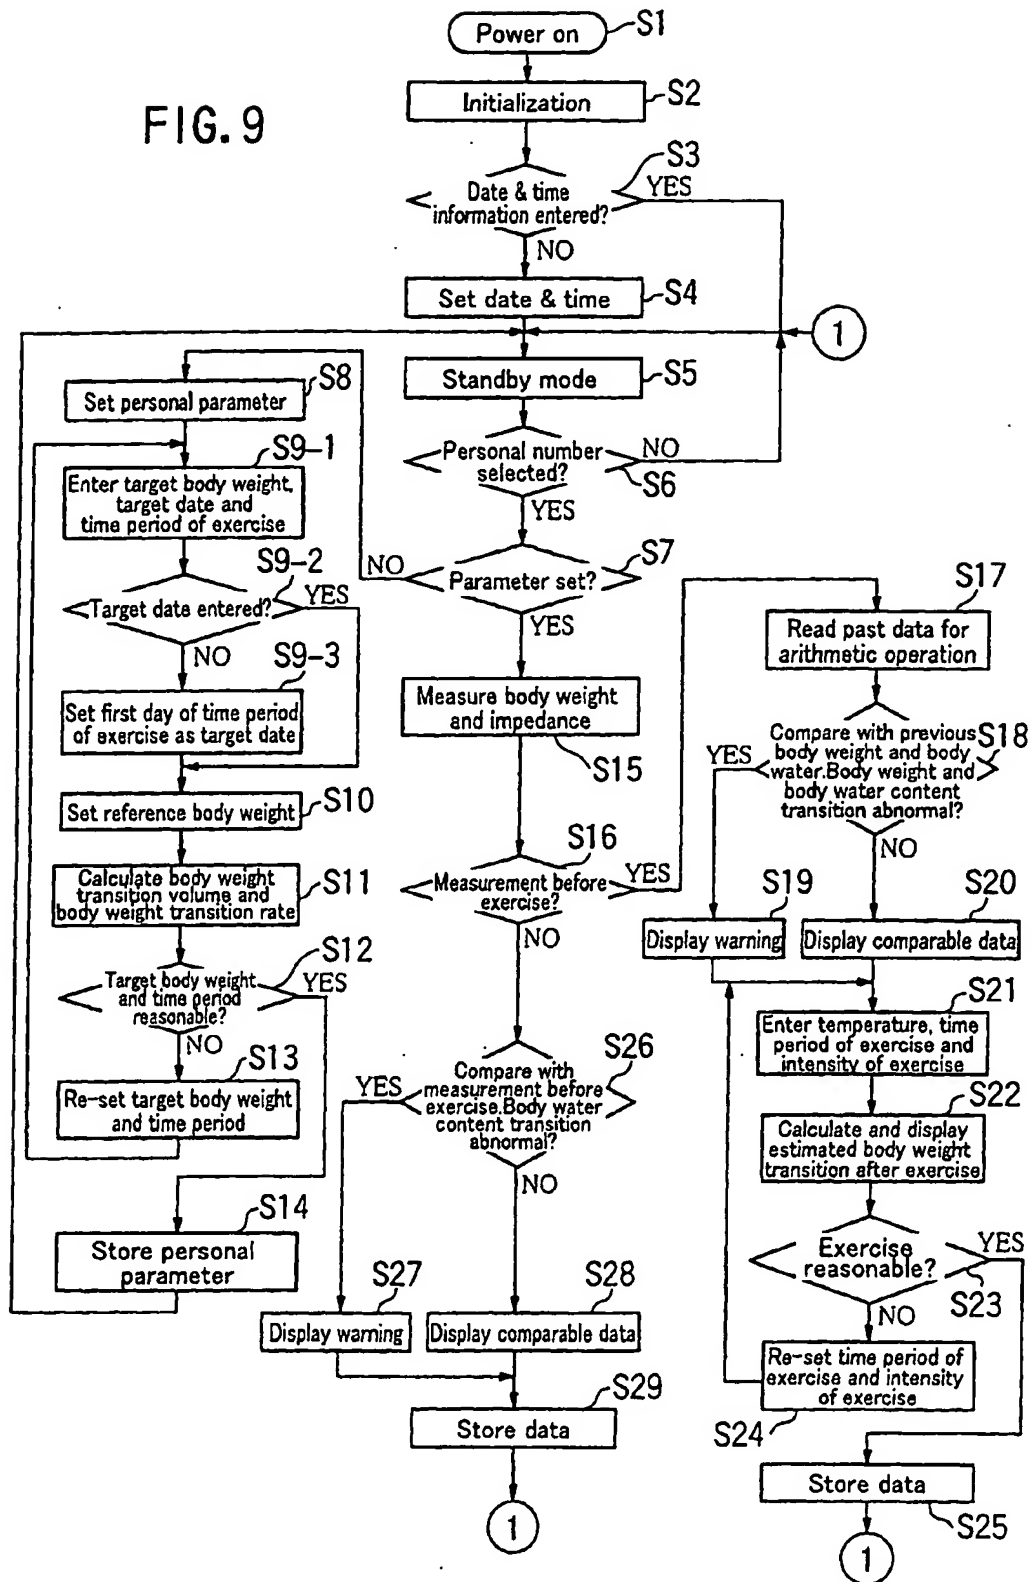 FIG. 9
Power on
S1
Initialization
S2
Date & time
information entered?
S3
YES
NO
Set date & time
S4
1
Standby mode
S5
Personal number
selected?
S6
NO
YES
Parameter set?
S7
NO
YES
Set personal parameter
S8
Enter target body weight,
target date and
time period of exercise
S9-1
Target date entered?
S9-2
YES
NO
Set first day of time period
of exercise as target date
S9-3
Set reference body weight
S10
Calculate body weight
transition volume and
body weight transition rate
S11
Target body weight
and time period
reasonable?
S12
YES
NO
Re-set target body weight
and time period
S13
Store personal
parameter
S14
Measure body weight
and impedance
S15
Measurement before
exercise?
S16
YES
NO
Read past data for
arithmetic operation
S17
Compare with previous
body weight and body
water.Body weight and
body water content
transition abnormal?
S18
YES
NO
Display warning
S19
Display comparable data
S20
Enter temperature, time
period of exercise and
intensity of exercise
S21
Calculate and display
estimated body weight
transition after exercise
S22
Exercise
reasonable?
S23
YES
NO
Re-set time period of
exercise and intensity
of exercise
S24
Store data
S25
1
Compare with
measurement before
exercise.Body water
content transition
abnormal?
S26
YES
NO
Display warning
S27
Display comparable data
S28
Store data
S29
1